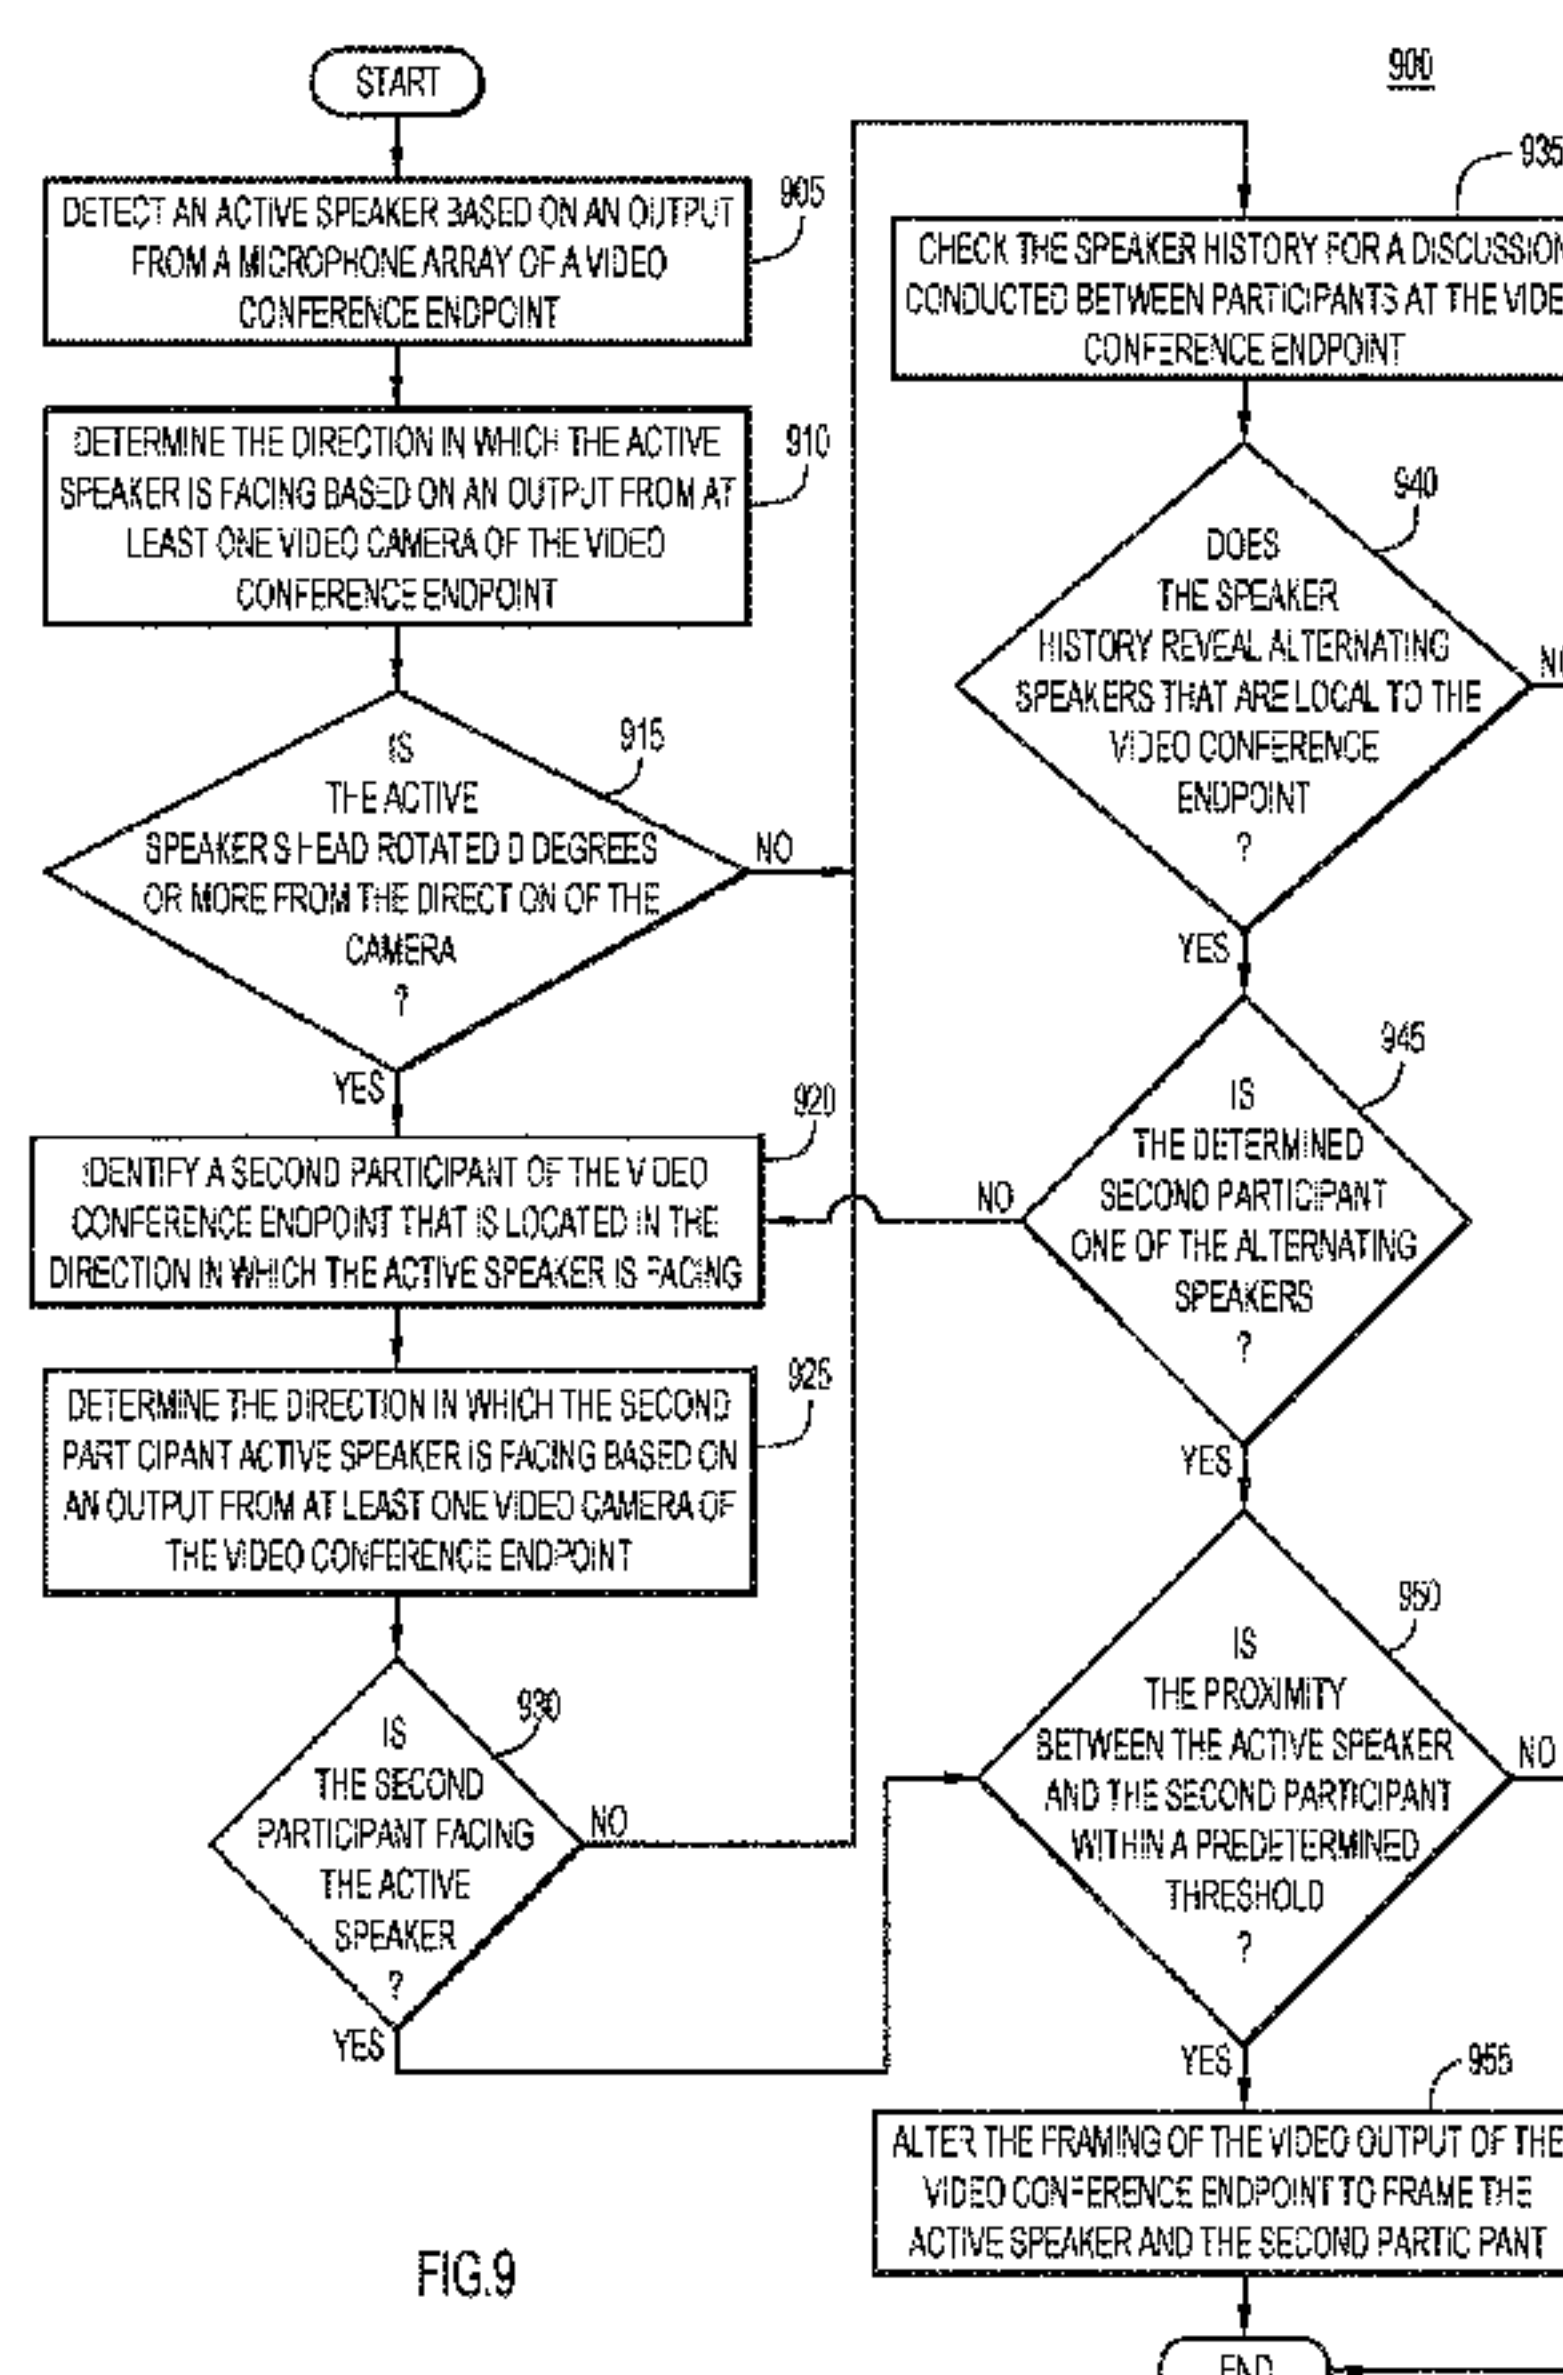 START
DETECT AN ACTIVE SPEAKER BASED ON AN OUTPUT
FROM A MICROPHONE ARRAY OF A VIDEO
CONFERENCE ENDPOINT
905
DETERMINE THE DIRECTION IN WHICH THE ACTIVE
SPEAKER IS FACING BASED ON AN OUTPUT FROM AT
LEAST ONE VIDEO CAMERA OF THE VIDEO
CONFERENCE ENDPOINT
910
IS
THE ACTIVE
SPEAKER S HEAD ROTATED D DEGREES
OR MORE FROM THE DIRECT ON OF THE
CAMERA
?
915
NO
YES
IDENTIFY A SECOND PARTICIPANT OF THE V DEO
CONFERENCE ENDPOINT THAT IS LOCATED IN THE
DIRECTION IN WHICH THE ACTIVE SPEAKER IS FACING
920
DETERMINE THE DIRECTION IN WHICH THE SECOND
PART CIPANT ACTIVE SPEAKER IS FACING BASED ON
AN OUTPUT FROM AT LEAST ONE VIDEO CAMERA OF
THE VIDEO CONFERENCE ENDPOINT
925
IS
THE SECOND
PARTICIPANT FACING
THE ACTIVE
SPEAKER
?
930
NO
YES
FIG.9
900
935
CHECK THE SPEAKER HISTORY FOR A DISCUSSION
CONDUCTED BETWEEN PARTICIPANTS AT THE VIDE
CONFERENCE ENDPOINT
940
DOES
THE SPEAKER
HISTORY REVEAL ALTERNATING
SPEAKERS THAT ARE LOCAL TO THE
VIDEO CONFERENCE
ENDPOINT
?
NO
YES
945
IS
THE DETERMINED
SECOND PARTICIPANT
ONE OF THE ALTERNATING
SPEAKERS
?
NO
YES
950
IS
THE PROXIMITY
BETWEEN THE ACTIVE SPEAKER
AND THE SECOND PARTICIPANT
WITHIN A PREDETERMINED
THRESHOLD
?
NO
YES
955
ALTER THE FRAMING OF THE VIDEO OUTPUT OF THE
VIDEO CONFERENCE ENDPOINT TO FRAME THE
ACTIVE SPEAKER AND THE SECOND PARTIC PANT
END